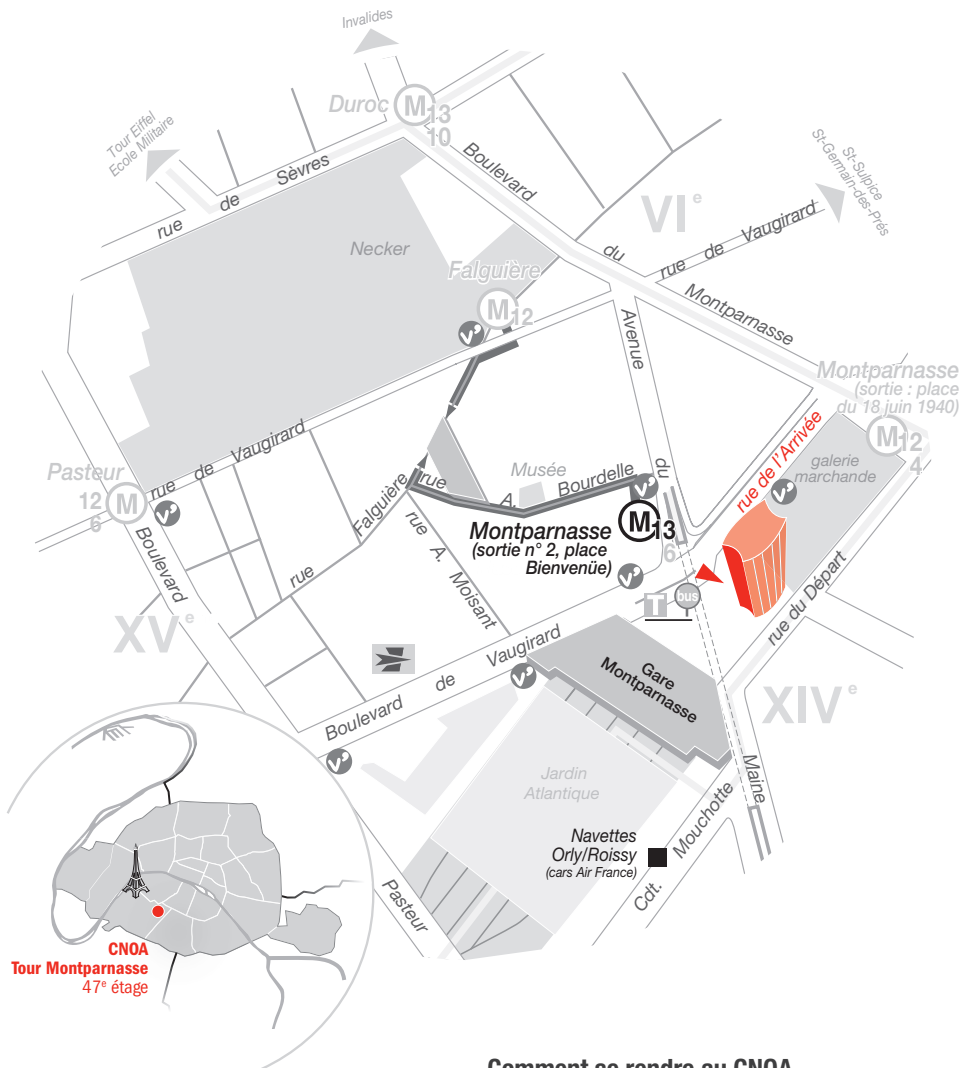 Invalides
Duroc M 13
10
Tour Eiffel
Ecole Militaire
rue de Sèvres
Boulevard du Montparnasse
VIe
St-Sulpice
St-Germain-des-Prés
rue de Vaugirard
Necker
Falguière
M 12
v'
Avenue du Maine
Montparnasse
(sortie : place
du 18 juin 1940)
M 12
4
rue de l'Arrivée
galerie
marchande
v'
rue de Vaugirard
Pasteur
12 M
6
v'
Musée
rue A. Bourdelle
v'
Falguière
rue
rue A. Moisant
Montparnasse M 13
(sortie n° 2, place 6
Bienvenüe)
v'
T bus
rue du Départ
Boulevard Pasteur
XVe
Boulevard de Vaugirard
v'
v'
Gare
Montparnasse
XIVe
Jardin
Atlantique
Navettes
Orly/Roissy
(cars Air France)
Cdt. Mouchotte
CNOA
Tour Montparnasse
47e étage
Comment se rendre au CNOA